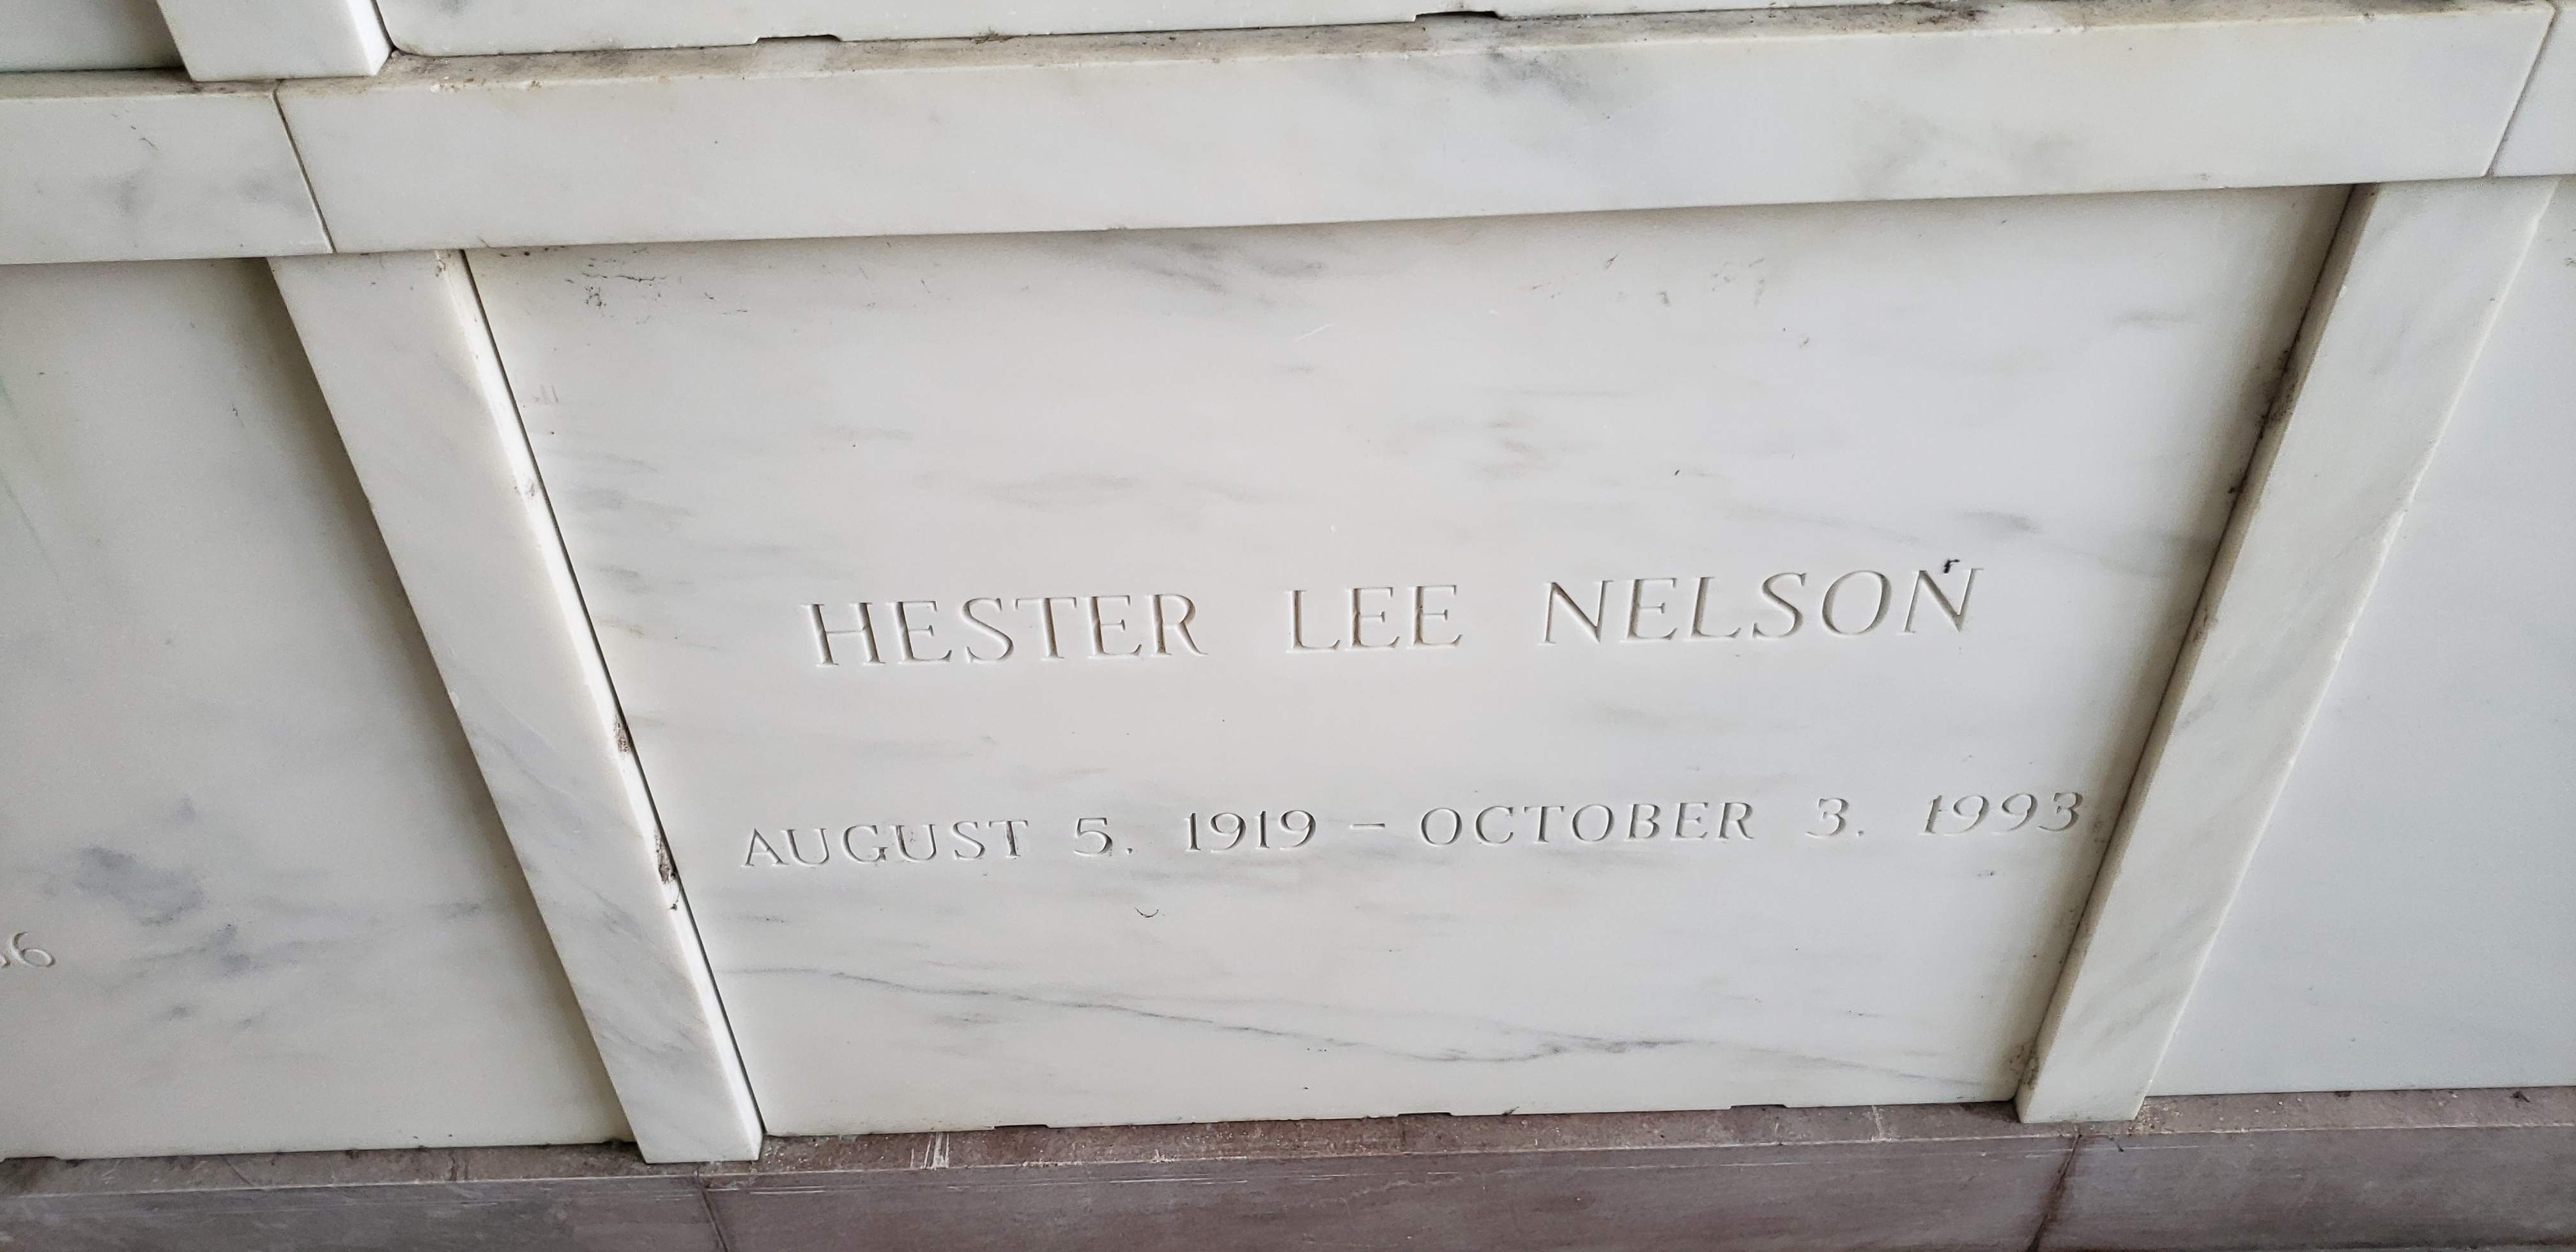 HESTER LEE NELSON
AUGUST 5. 1919 – OCTOBER 3. 1993